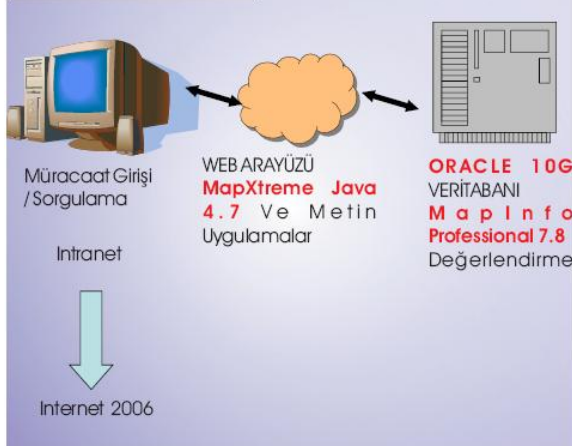 Müracaat Girişi
/ Sorgulama
Intranet
Internet 2006
WEB ARAYÜZÜ
MapXtreme Java
4.7 Ve Metin
Uygulamalar
ORACLE 10G
VERİTABANI
MapInfo
Professional 7.8
Değerlendirme